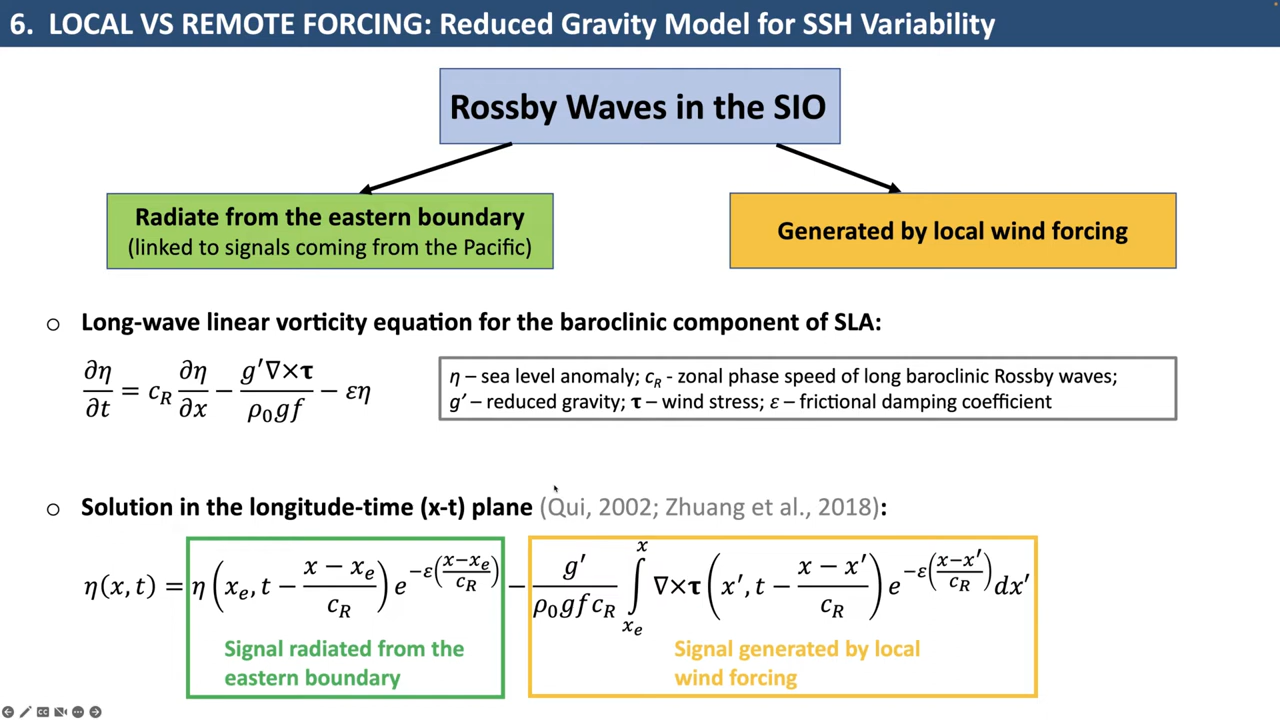 6. LOCAL VS REMOTE FORCING: Reduced Gravity Model for SSH Variability
Rossby Waves in the SIO
Radiate from the eastern boundary
(linked to signals coming from the Pacific)
Generated by local wind forcing
o Long-wave linear vorticity equation for the baroclinic component of SLA:
∂η/∂t = c_R ∂η/∂x − g′∇×τ/ρ₀gf − εη
η – sea level anomaly; c_R - zonal phase speed of long baroclinic Rossby waves;
g′ – reduced gravity; τ – wind stress; ε – frictional damping coefficient
o Solution in the longitude-time (x-t) plane (Qui, 2002; Zhuang et al., 2018):
η(x, t) = η(x_e, t − (x − x_e)/c_R) e^{−ε((x−x_e)/c_R)} − g′/(ρ₀gfc_R) ∫_{x_e}^{x} ∇×τ(x′, t − (x − x′)/c_R) e^{−ε((x−x′)/c_R)} dx′
Signal radiated from the
eastern boundary
Signal generated by local
wind forcing
CC